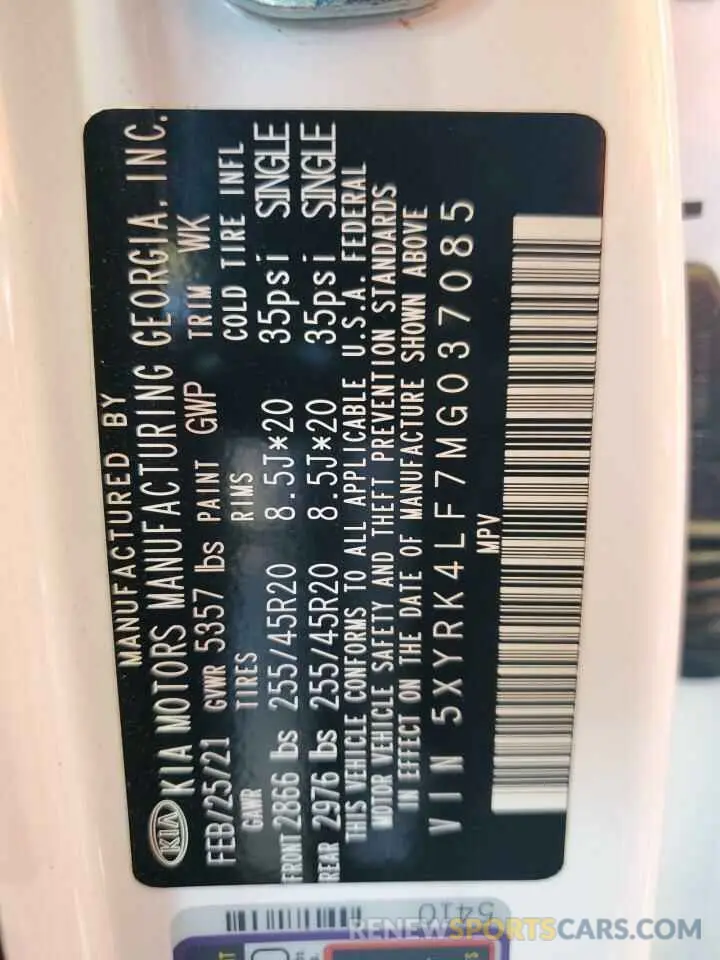 MANUFACTURED BY
KIA KIA MOTORS MANUFACTURING GEORGIA, INC.
FEB/25/21 GVWR 5357 lbs PAINT GWP TRIM WK
GAWR TIRES RIMS COLD TIRE INFL
FRONT 2866 lbs 255/45R20 8.5J*20 35psi SINGLE
REAR 2976 lbs 255/45R20 8.5J*20 35psi SINGLE
THIS VEHICLE CONFORMS TO ALL APPLICABLE U.S.A. FEDERAL
MOTOR VEHICLE SAFETY AND THEFT PREVENTION STANDARDS
IN EFFECT ON THE DATE OF MANUFACTURE SHOWN ABOVE
VIN 5XYRK4LF7MG037085
MPV
5410
RENEWSPORTSCARS.COM